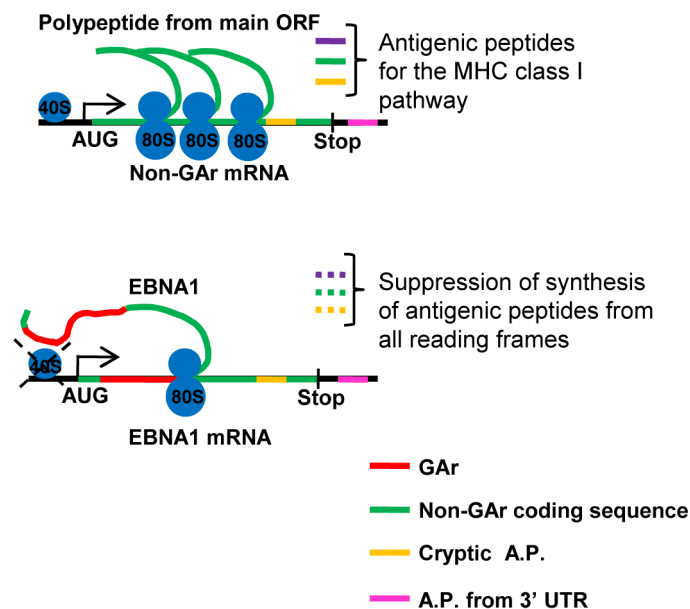 Polypeptide from main ORF
Antigenic peptides
for the MHC class I
pathway
40S
AUG
80S
80S
80S
Stop
Non-GAr mRNA
EBNA1
Suppression of synthesis
of antigenic peptides from
all reading frames
40S
AUG
80S
Stop
EBNA1 mRNA
GAr
Non-GAr coding sequence
Cryptic A.P.
A.P. from 3' UTR